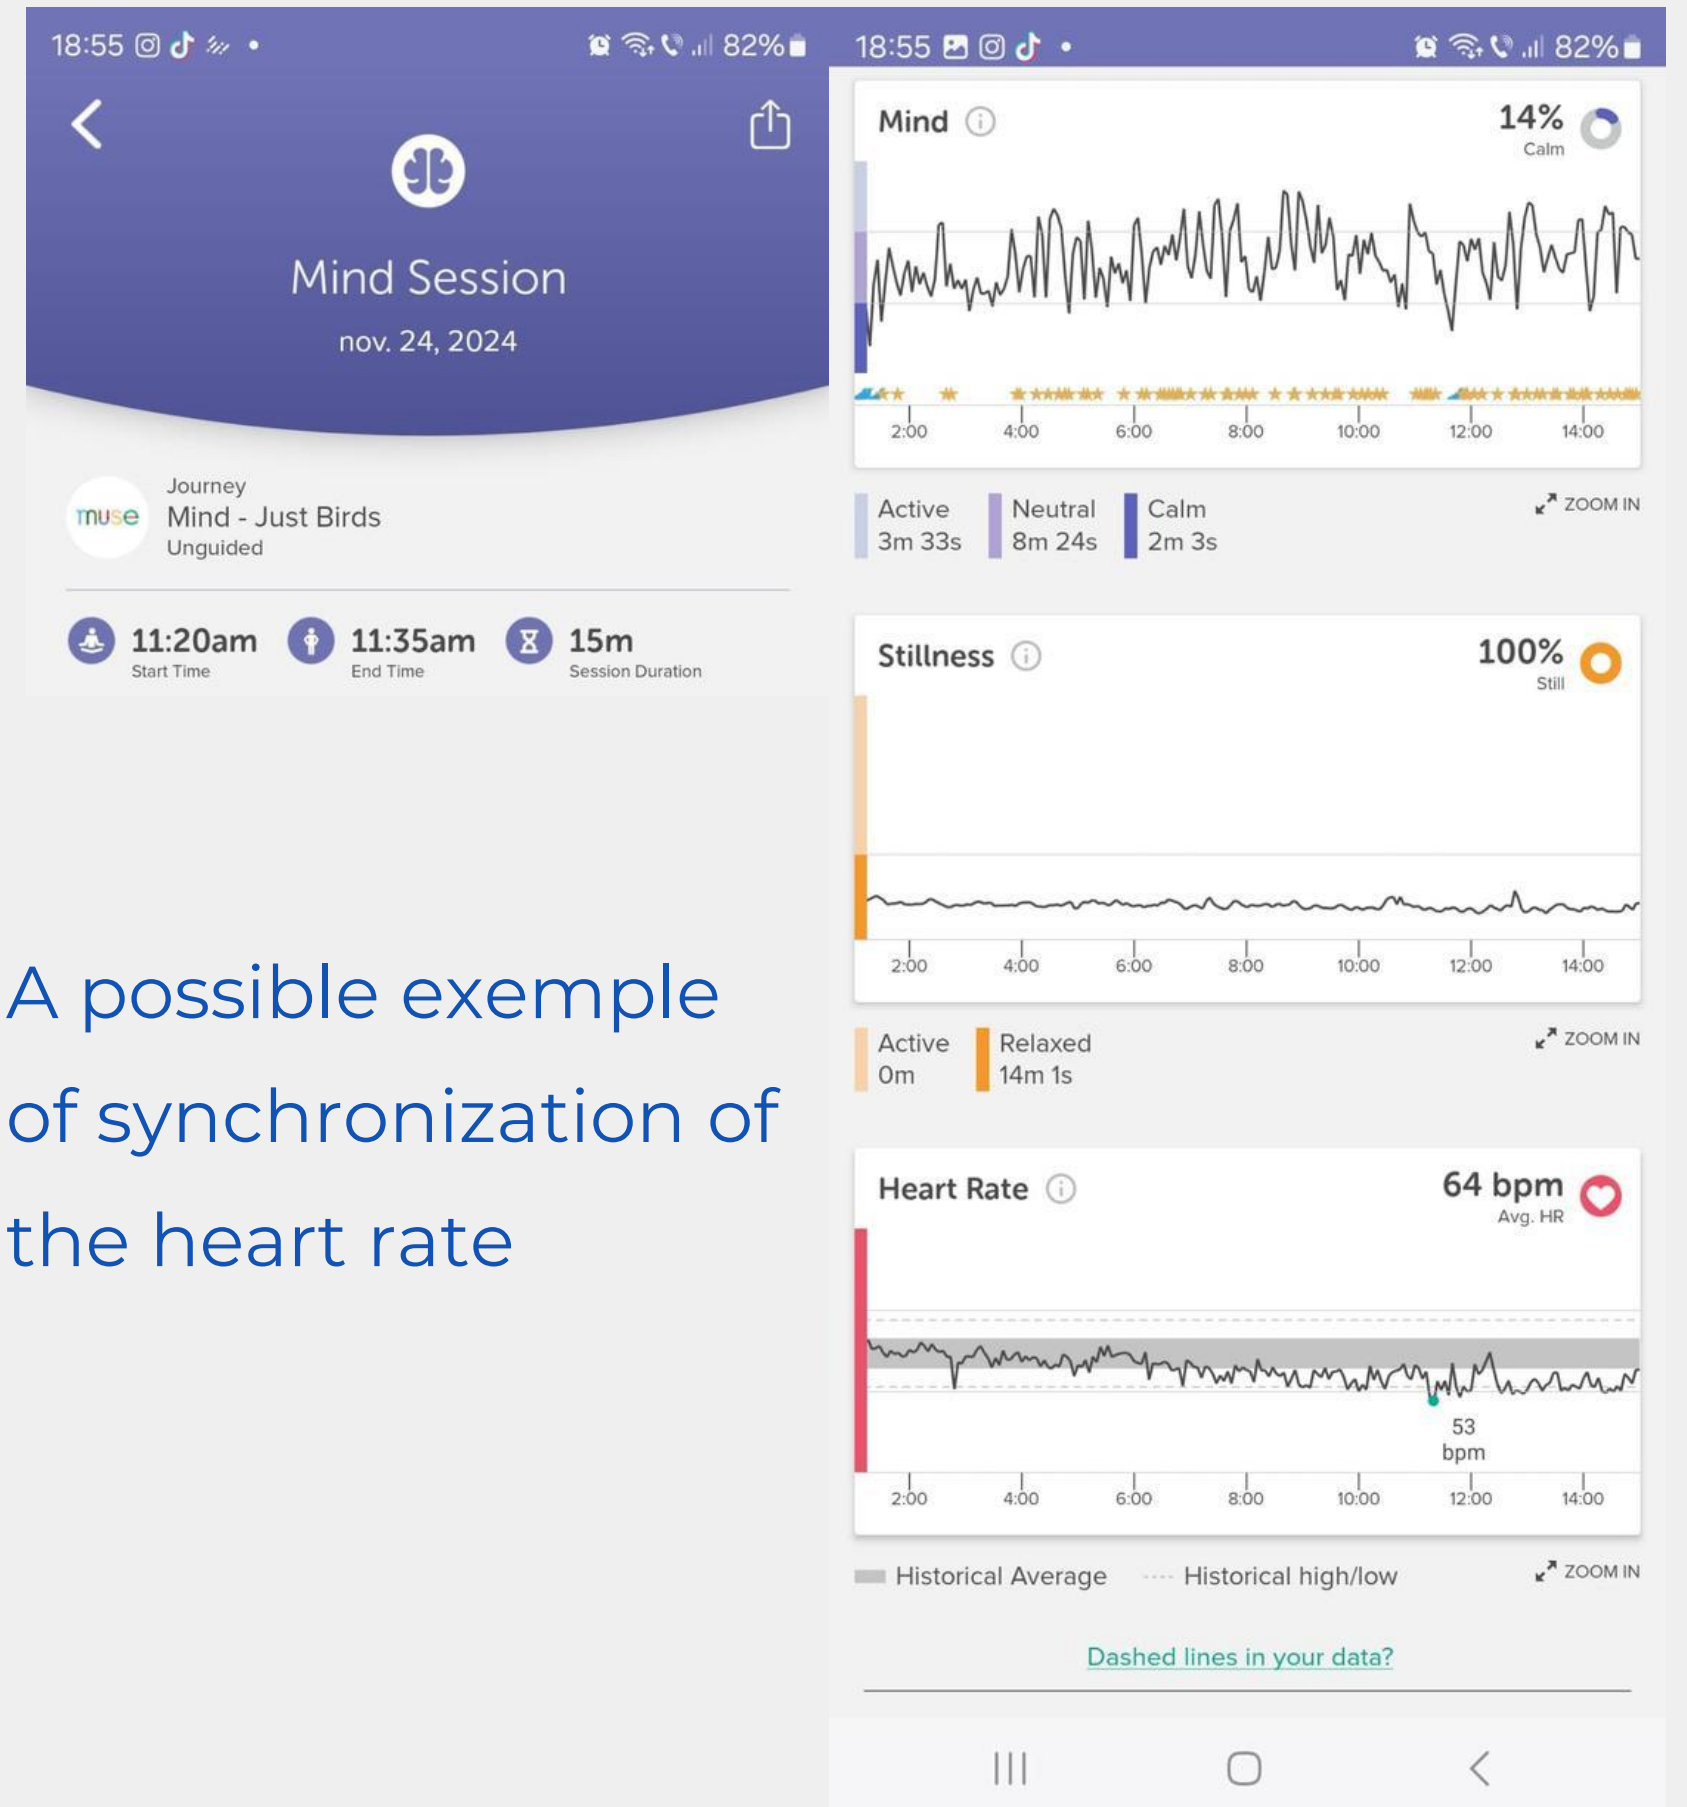 18:55
82%
Mind Session
nov. 24, 2024
muse
Journey
Mind - Just Birds
Unguided
11:20am
Start Time
11:35am
End Time
15m
Session Duration
A possible exemple
of synchronization of
the heart rate
18:55
82%
Mind
14%
Calm
2:00 4:00 6:00 8:00 10:00 12:00 14:00
Active
3m 33s
Neutral
8m 24s
Calm
2m 3s
ZOOM IN
Stillness
100%
Still
2:00 4:00 6:00 8:00 10:00 12:00 14:00
Active
0m
Relaxed
14m 1s
ZOOM IN
Heart Rate
64 bpm
Avg. HR
53
bpm
2:00 4:00 6:00 8:00 10:00 12:00 14:00
Historical Average
Historical high/low
ZOOM IN
Dashed lines in your data?